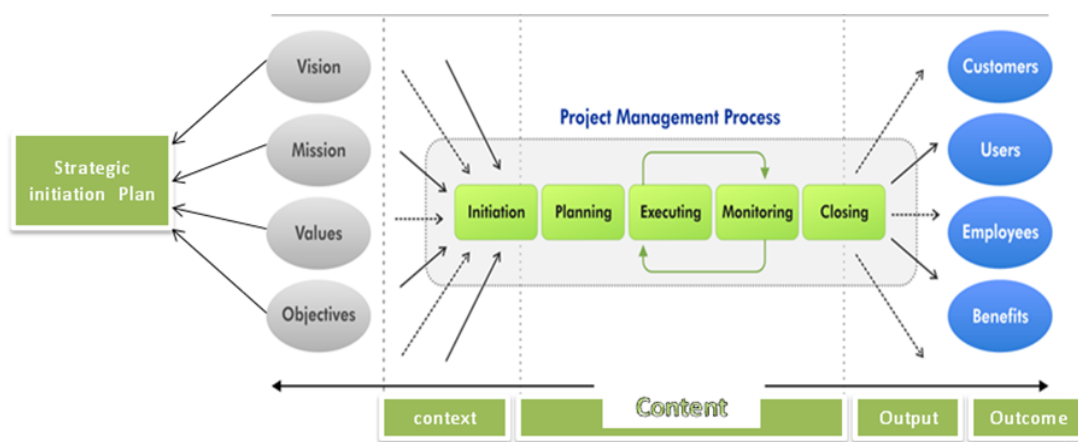 Vision
Customers
Project Management Process
Strategic
initiation Plan
Mission
Users
Initiation
Planning
Executing
Monitoring
Closing
Values
Employees
Objectives
Benefits
Content
context
Output
Outcome